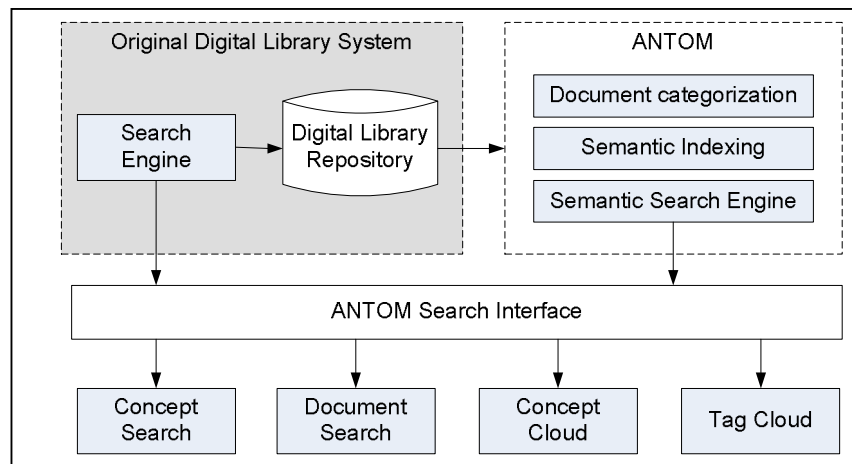 Original Digital Library System
Search
Engine
Digital Library
Repository
ANTOM
Document categorization
Semantic Indexing
Semantic Search Engine
ANTOM Search Interface
Concept
Search
Document
Search
Concept
Cloud
Tag Cloud